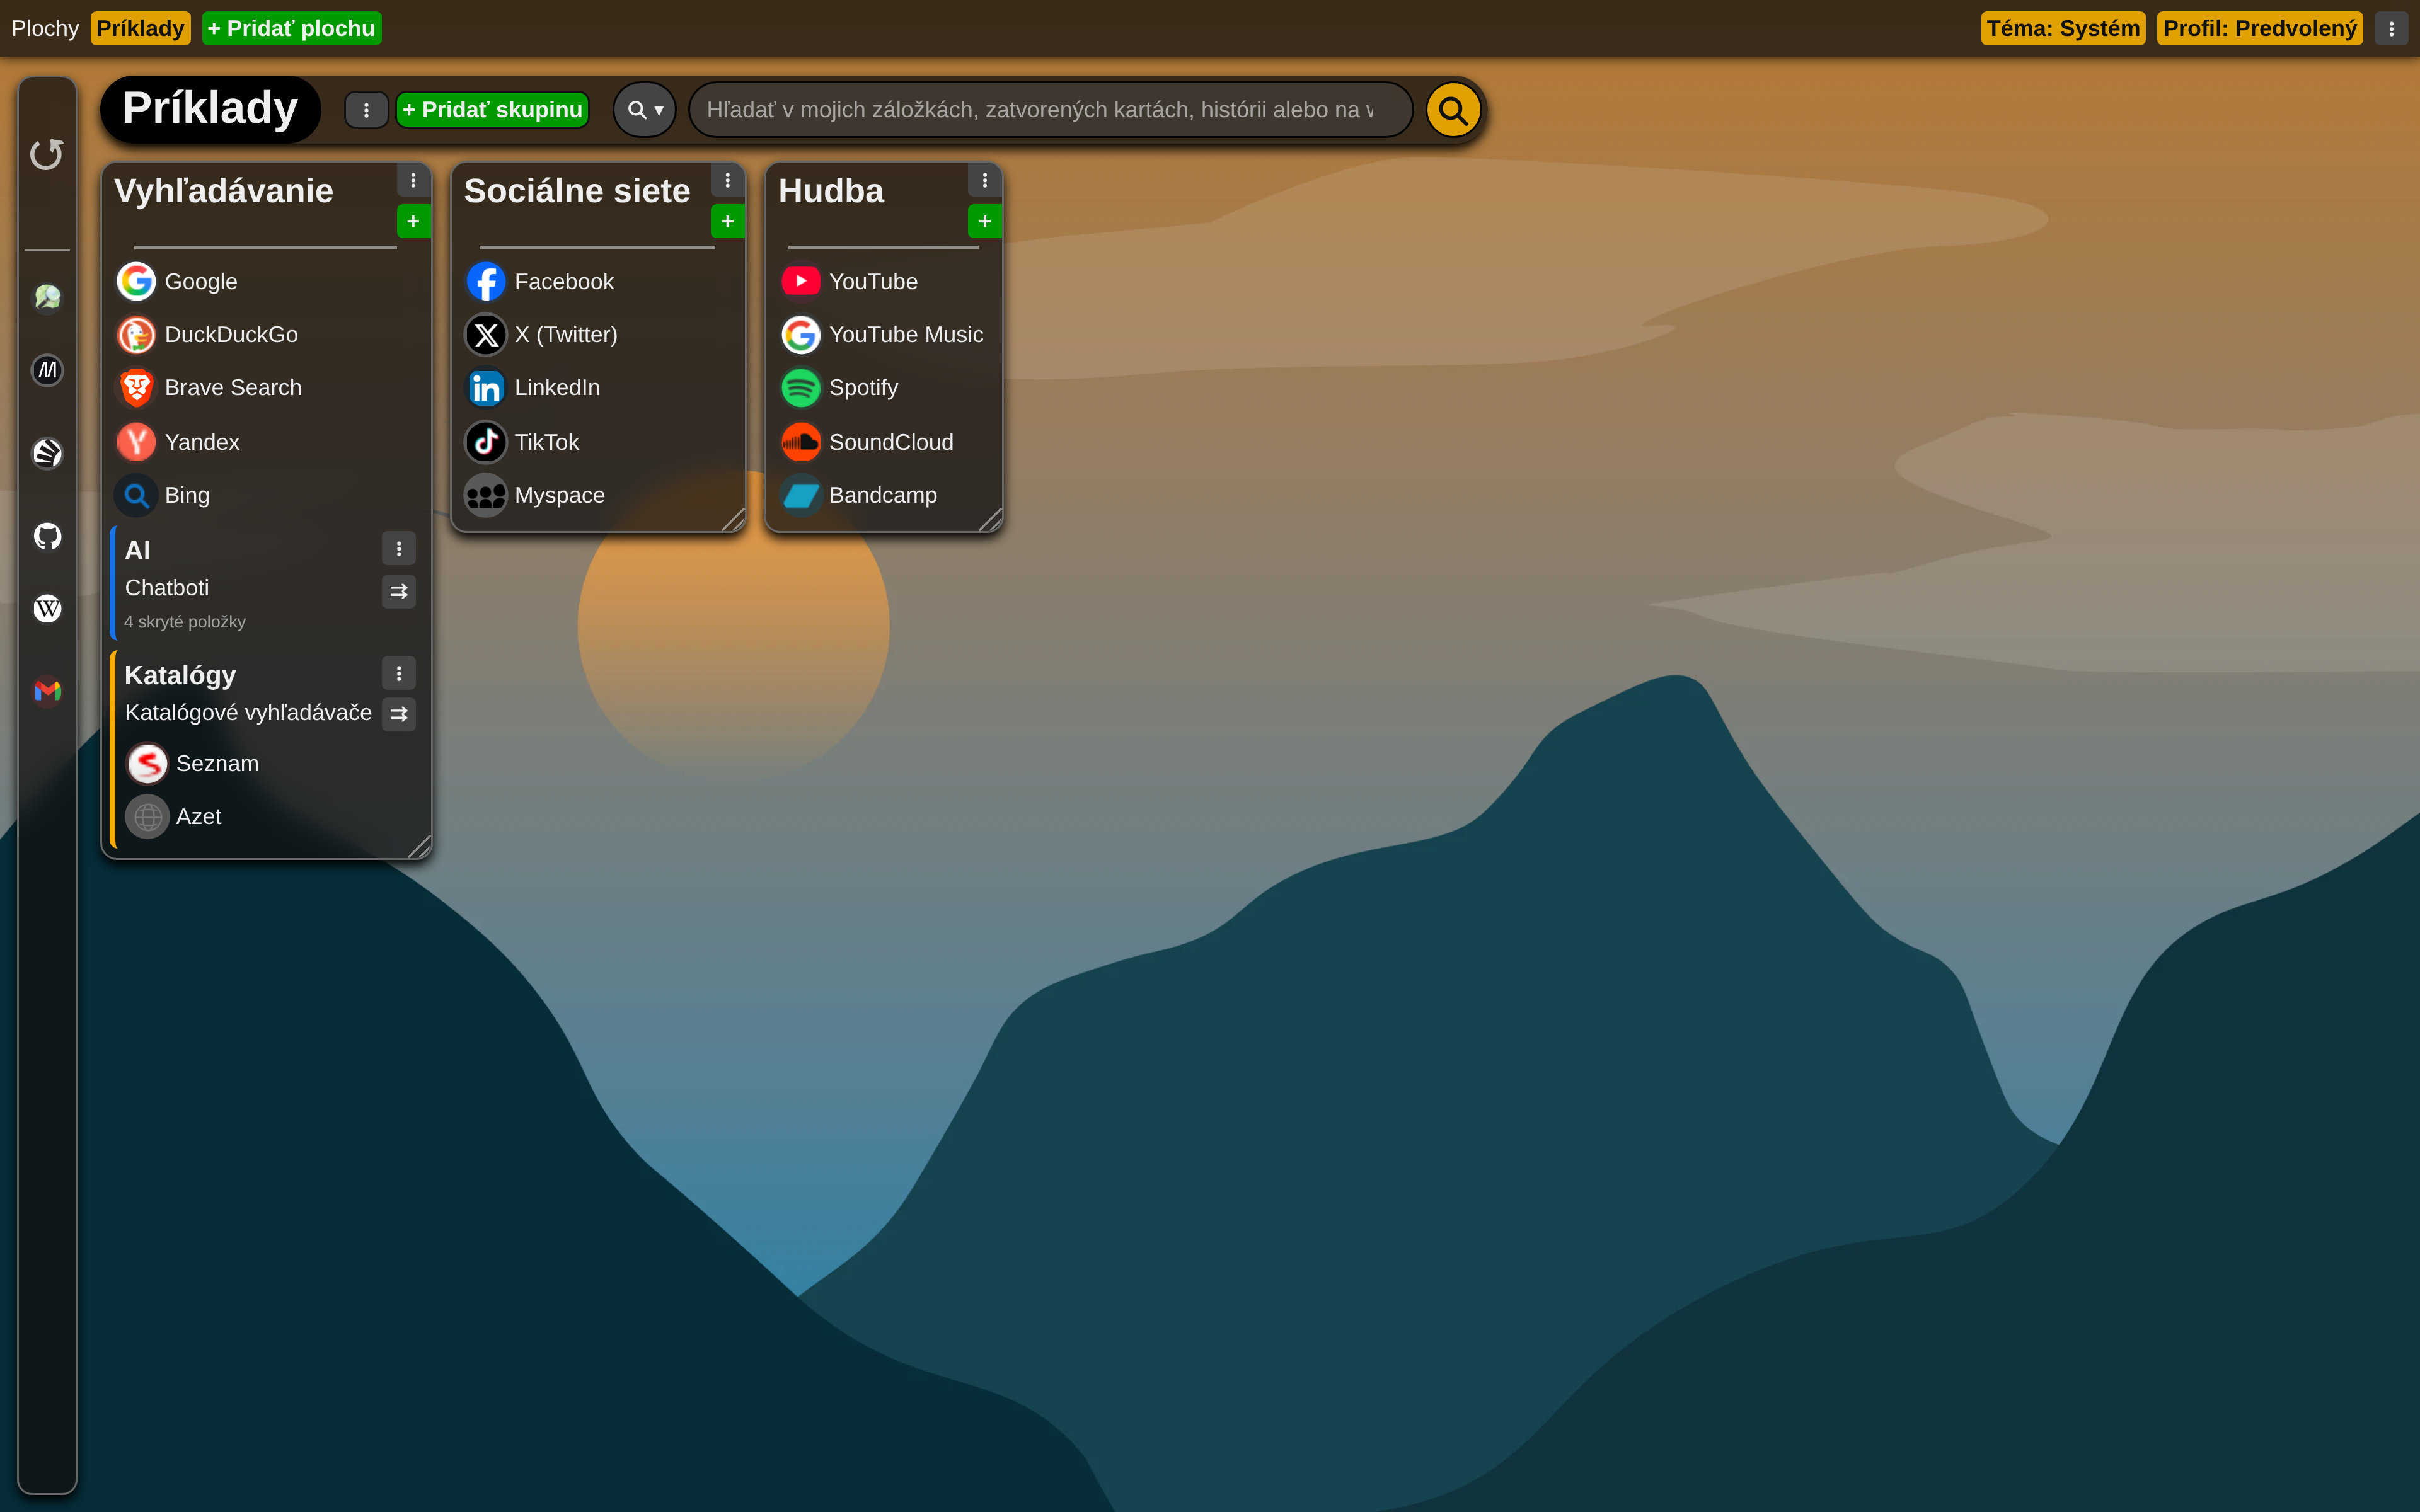 Plochy Príklady + Pridať plochu Téma: Systém Profil: Predvolený
Príklady + Pridať skupinu Hľadať v mojich záložkách, zatvorených kartách, histórii alebo na
Vyhľadávanie
Google
DuckDuckGo
Brave Search
Yandex
Bing
AI
Chatboti
4 skryté položky
Katalógy
Katalógové vyhľadávače
Seznam
Azet
Sociálne siete
Facebook
X (Twitter)
LinkedIn
TikTok
Myspace
Hudba
YouTube
YouTube Music
Spotify
SoundCloud
Bandcamp